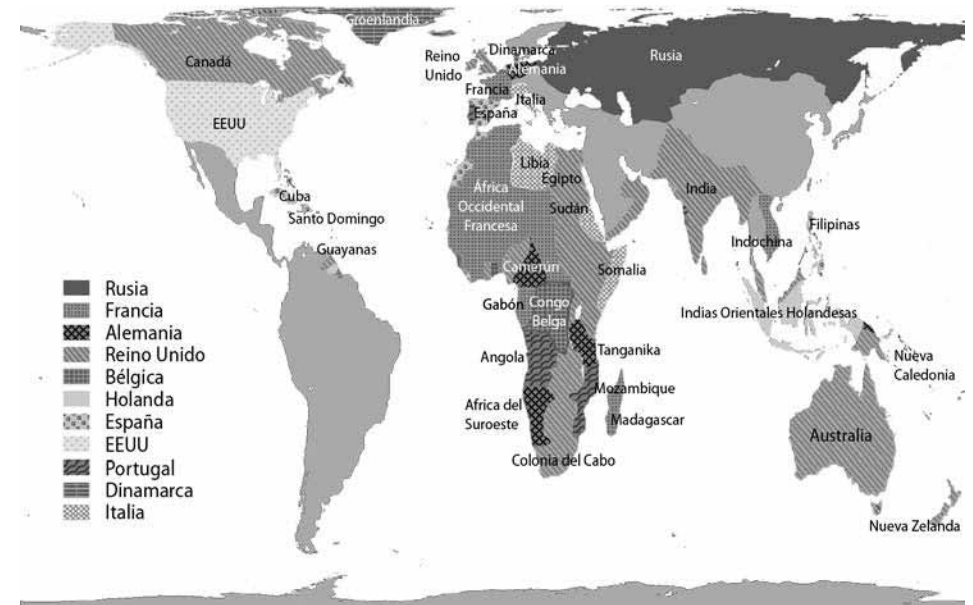 Groenlandia
Canadá
EEUU
Cuba
Santo Domingo
Guayanas
Reino
Unido
Dinamarca
Alemania
Francia
Italia
España
Rusia
Libia
Egipto
África
Occidental
Francesa
Sudán
Camerun
Somalia
Gabón
Congo
Belga
Angola
Tanganika
Africa del
Suroeste
Mozambique
Madagascar
Colonia del Cabo
India
Indochina
Filipinas
Indias Orientales Holandesas
Nueva
Caledonia
Australia
Nueva Zelanda
Rusia
Francia
Alemania
Reino Unido
Bélgica
Holanda
España
EEUU
Portugal
Dinamarca
Italia